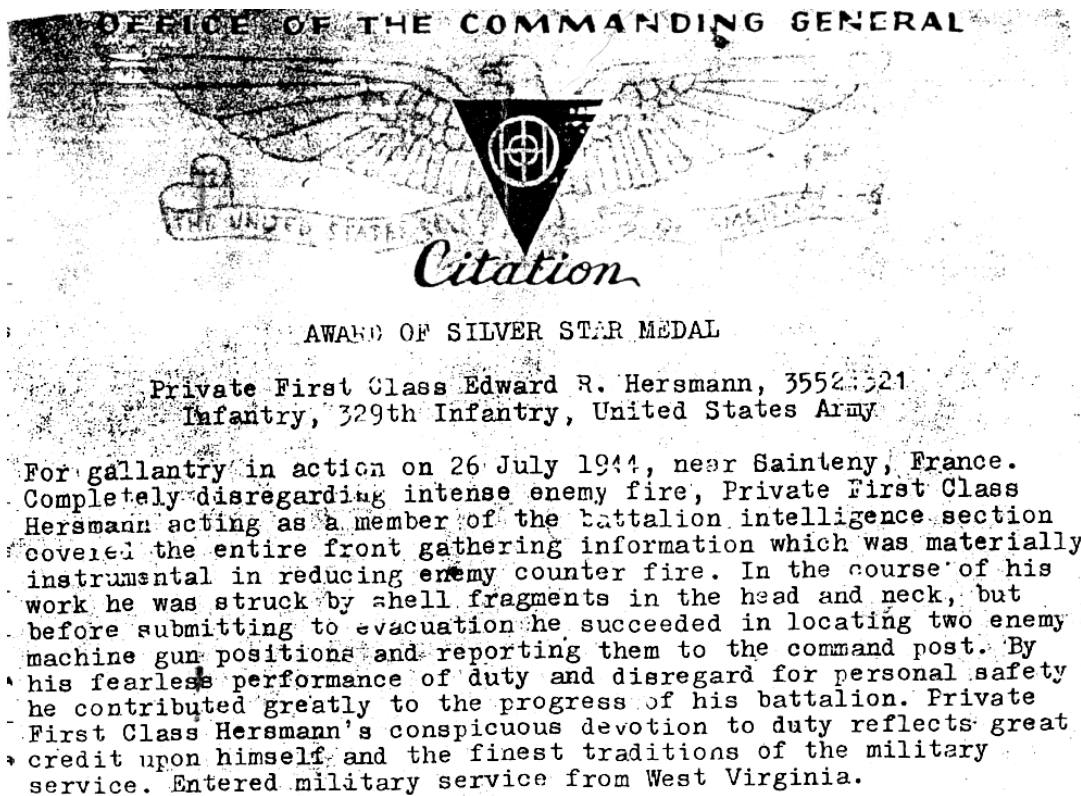 OFFICE OF THE COMMANDING GENERAL
THE UNITED STATES
Citation
AWARD OF SILVER STAR MEDAL
Private First Class Edward R. Hersmann,
Infantry, 329th Infantry, United States Army
For gallantry in action on 26 July 1944, near Sainteny, France.
Completely disregarding intense enemy fire, Private First Class
Hersmann acting as a member of the battalion intelligence section
covered the entire front gathering information which was materially
instrumental in reducing enemy counter fire. In the course of his
work he was struck by shell fragments in the head and neck, but
before submitting to evacuation he succeeded in locating two enemy
machine gun positions and reporting them to the command post. By
his fearless performance of duty and disregard for personal safety
he contributed greatly to the progress of his battalion. Private
First Class Hersmann's conspicuous devotion to duty reflects great
credit upon himself and the finest traditions of the military
service. Entered military service from West Virginia.